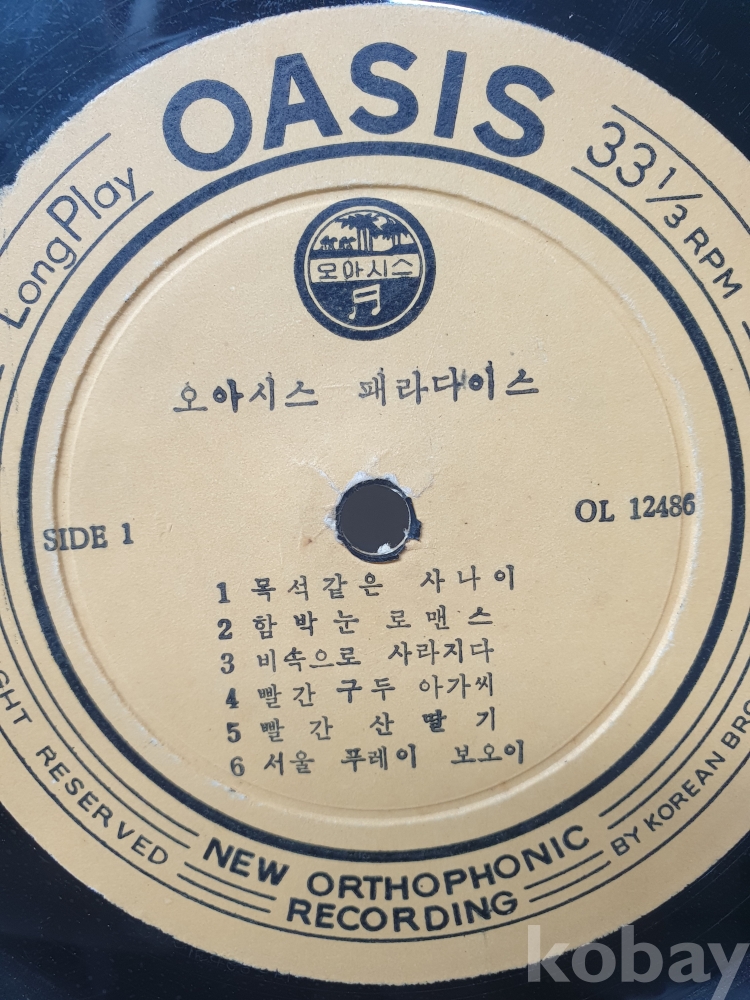 OASIS
Long Play
33 1/3 RPM
오아시스
오아시스 패라다이스
SIDE 1
OL 12486
1 목석같은 사나이
2 함박눈 로맨스
3 비속으로 사라지다
4 빨간 구두 아가씨
5 빨간 산딸기
6 서울 푸레이 보오이
RESERVED
NEW ORTHOPHONIC
RECORDING
BY KOREAN
kobay